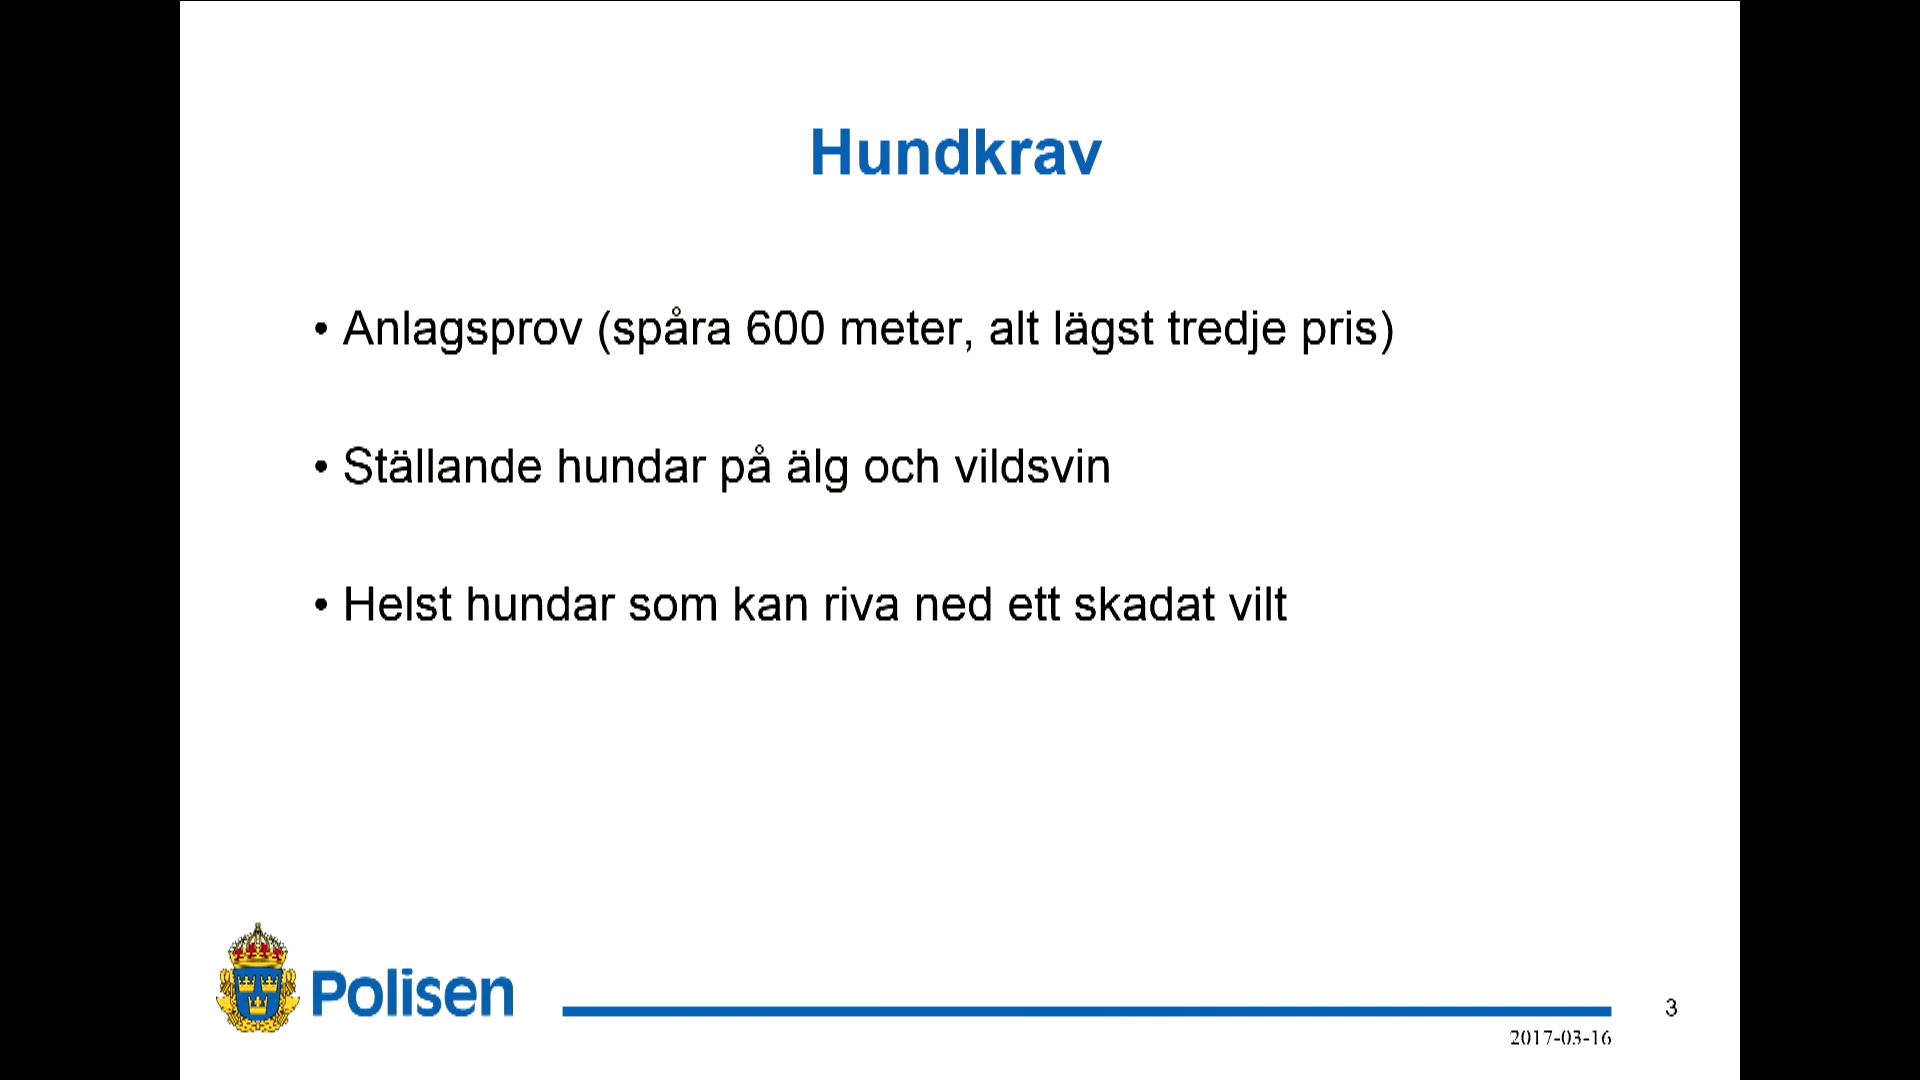 Hundkrav
• Anlagsprov (spåra 600 meter, alt lägst tredje pris)
• Ställande hundar på älg och vildsvin
• Helst hundar som kan riva ned ett skadat vilt
Polisen
3
2017-03-16